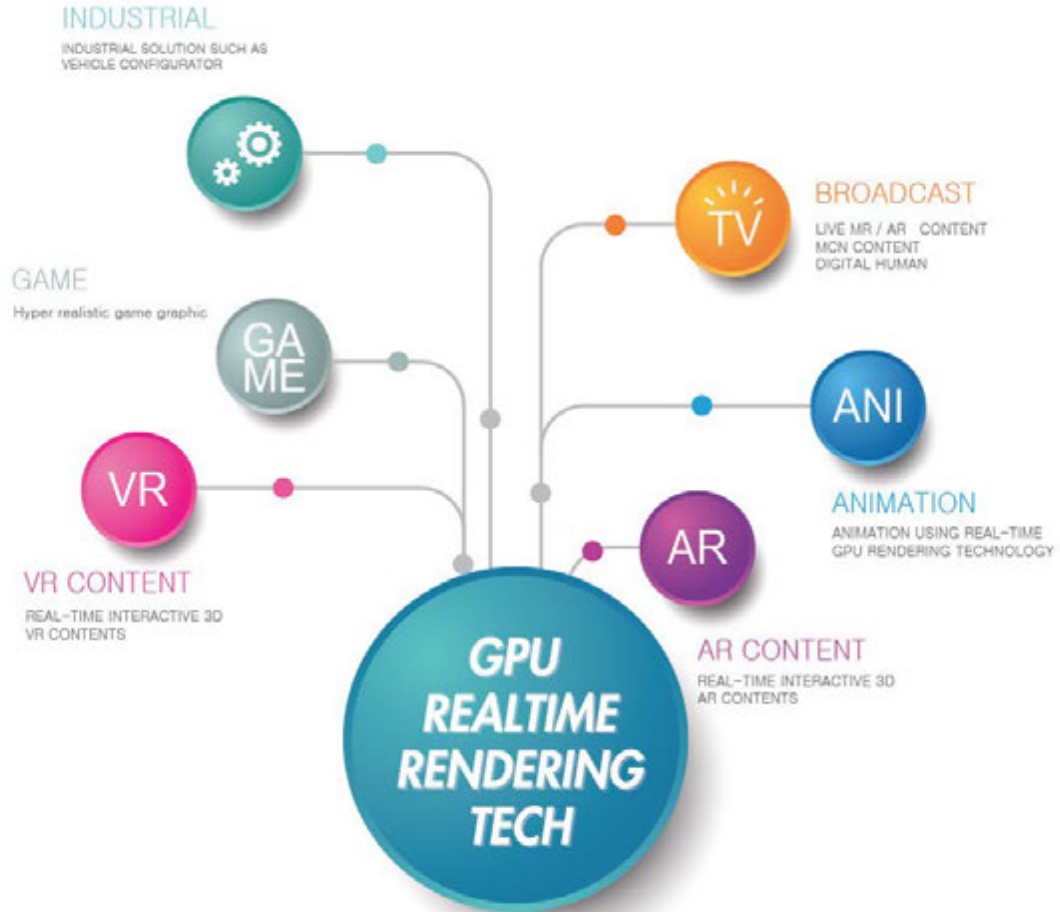 INDUSTRIAL
INDUSTRIAL SOLUTION SUCH AS
VEHICLE CONFIGURATOR
TV
BROADCAST
LIVE MR / AR CONTENT
MCN CONTENT
DIGITAL HUMAN
GAME
Hyper realistic game graphic
GA
ME
ANI
ANIMATION
ANIMATION USING REAL-TIME
GPU RENDERING TECHNOLOGY
VR
VR CONTENT
REAL-TIME INTERACTIVE 3D
VR CONTENTS
AR
AR CONTENT
REAL-TIME INTERACTIVE 3D
AR CONTENTS
GPU
REALTIME
RENDERING
TECH